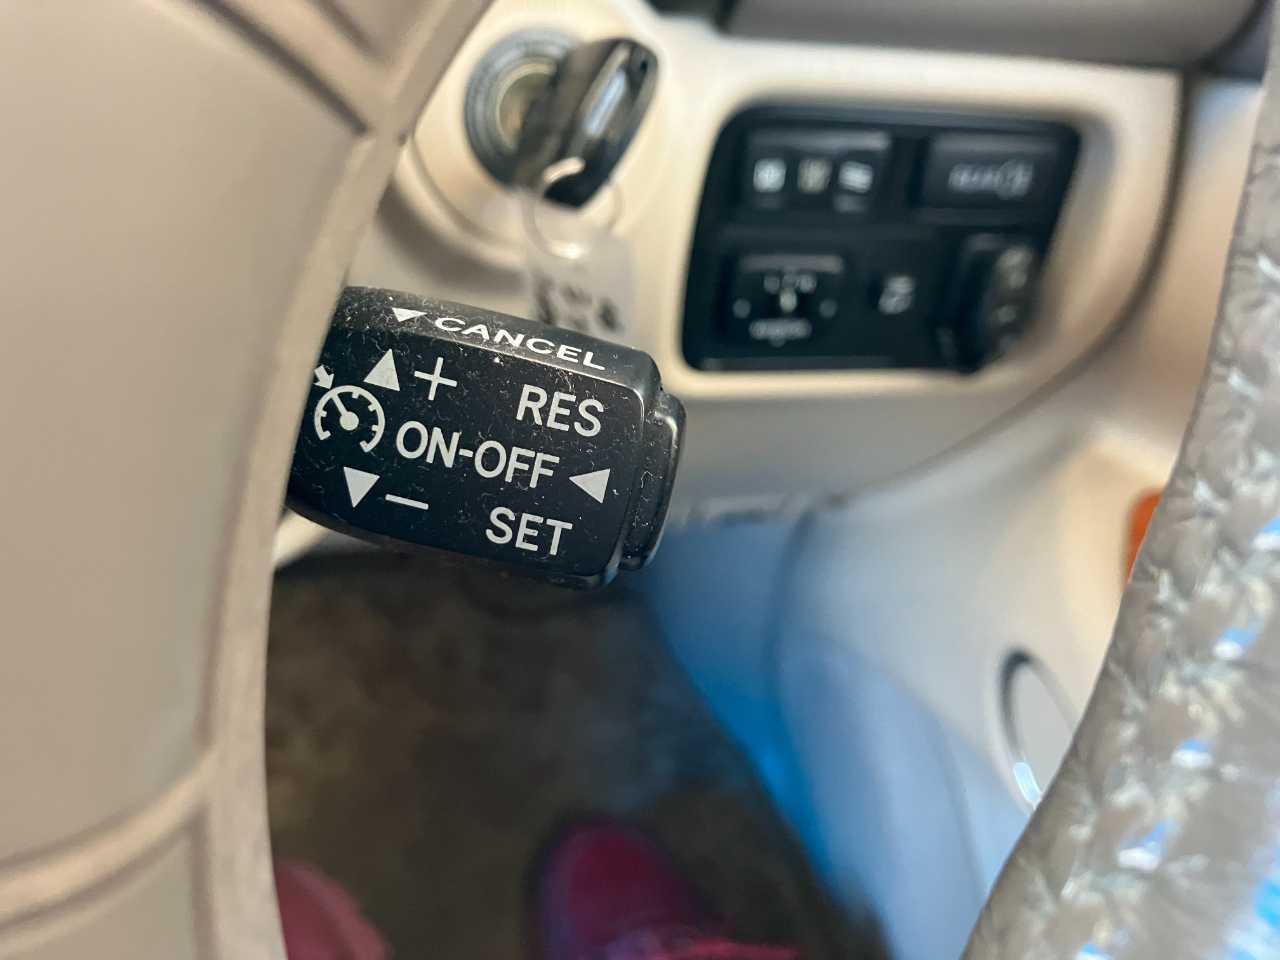 CANCEL
+ RES
ON-OFF
- SET